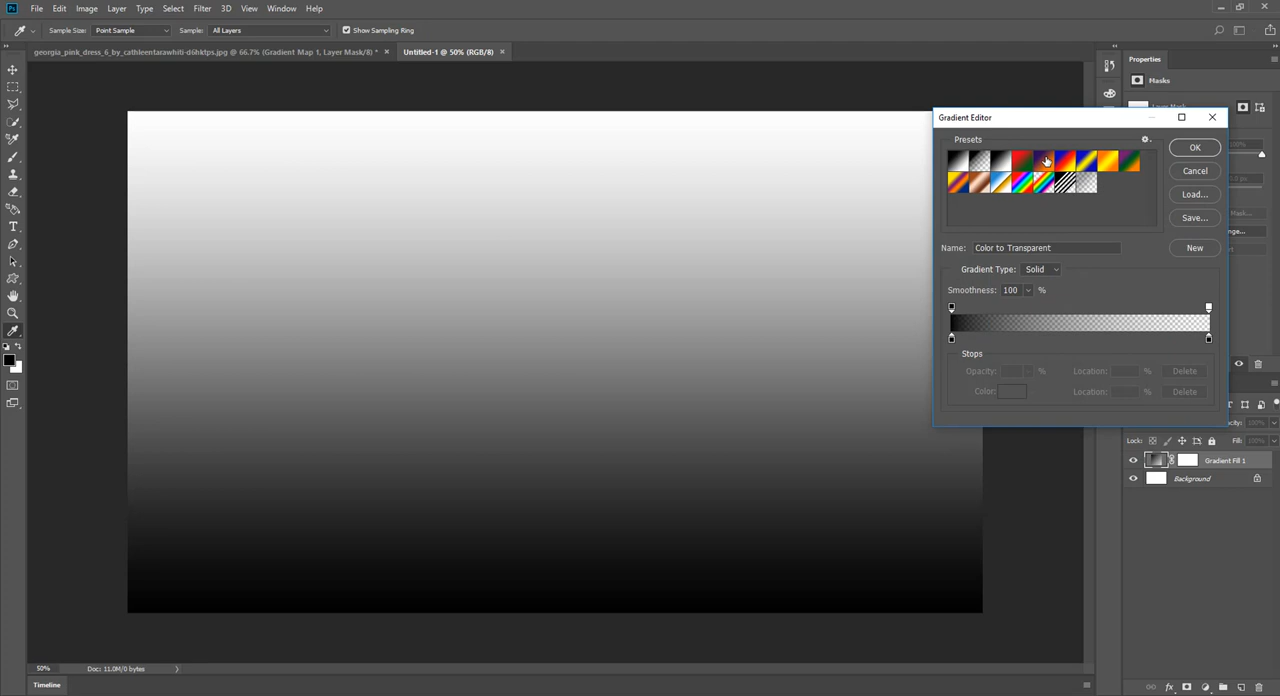 Ps File Edit Image Layer Type Select Filter 3D View Window Help
Sample Size: Point Sample Sample: All Layers Show Sampling Ring
georgia_pink_dress_6_by_cathleentarawhiti-d6hktps.jpg @ 66.7% (Gradient Map 1, Layer Mask/8) * × Untitled-1 @ 50% (RGB/8) ×
Properties
Masks
Layer Mask
Gradient Editor
Presets
OK
Cancel
Load...
Save...
Name: Color to Transparent
New
Gradient Type: Solid
Smoothness: 100 %
Stops
Opacity: % Location: % Delete
Color: Location: % Delete
100%
Lock: Fill: 100%
Gradient Fill 1
Background
50% Doc: 11.0M/0 bytes
Timeline